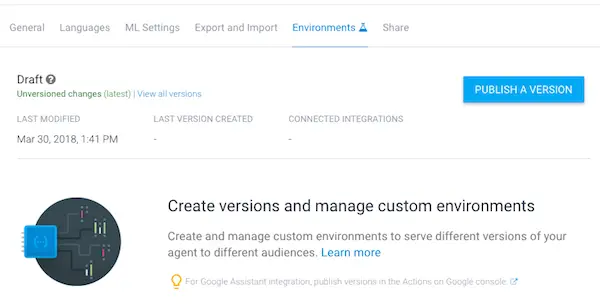 General Languages ML Settings Export and Import Environments Share
Draft
Unversioned changes (latest) | View all versions
PUBLISH A VERSION
LAST MODIFIED LAST VERSION CREATED CONNECTED INTEGRATIONS
Mar 30, 2018, 1:41 PM - -
Create versions and manage custom environments
Create and manage custom environments to serve different versions of your
agent to different audiences. Learn more
For Google Assistant integration, publish versions in the Actions on Google console.